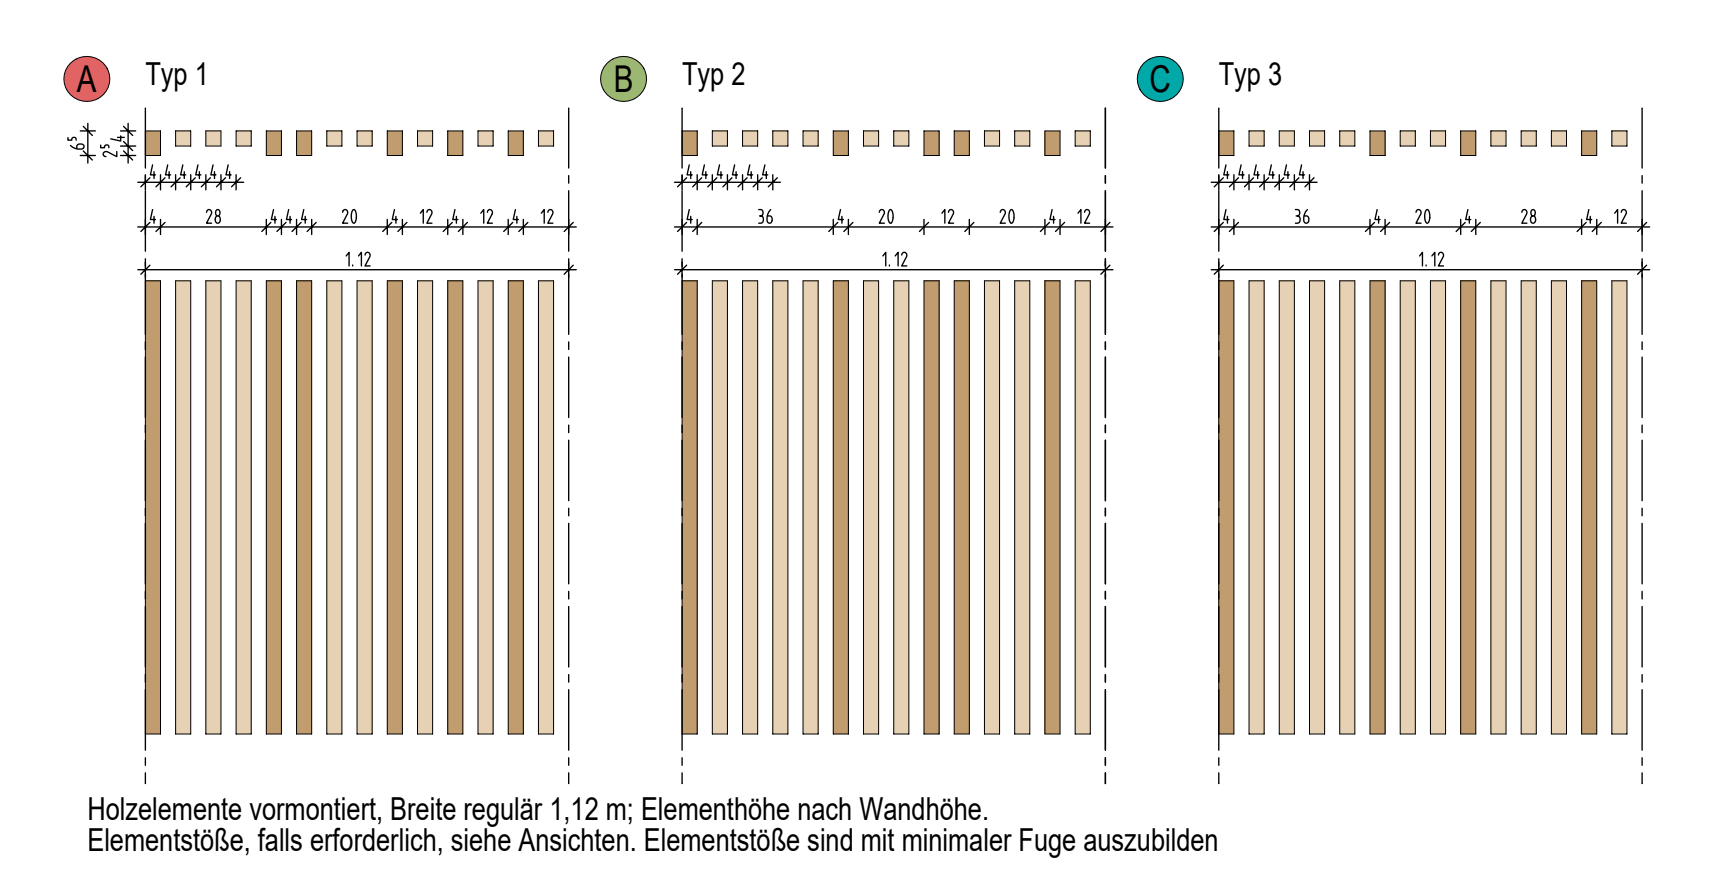 A Typ 1 B Typ 2 C Typ 3
6⁵ 2⁵ 4
4 4 4 4 4 4 4 4 4 4 4 4 4 4 4 4 4 4
4 28 4 4 4 20 4 12 4 12 4 12 4 36 4 20 12 20 4 12 4 36 4 20 4 28 4 12
1.12 1.12 1.12
Holzelemente vormontiert, Breite regulär 1,12 m; Elementhöhe nach Wandhöhe.
Elementstöße, falls erforderlich, siehe Ansichten. Elementstöße sind mit minimaler Fuge auszubilden